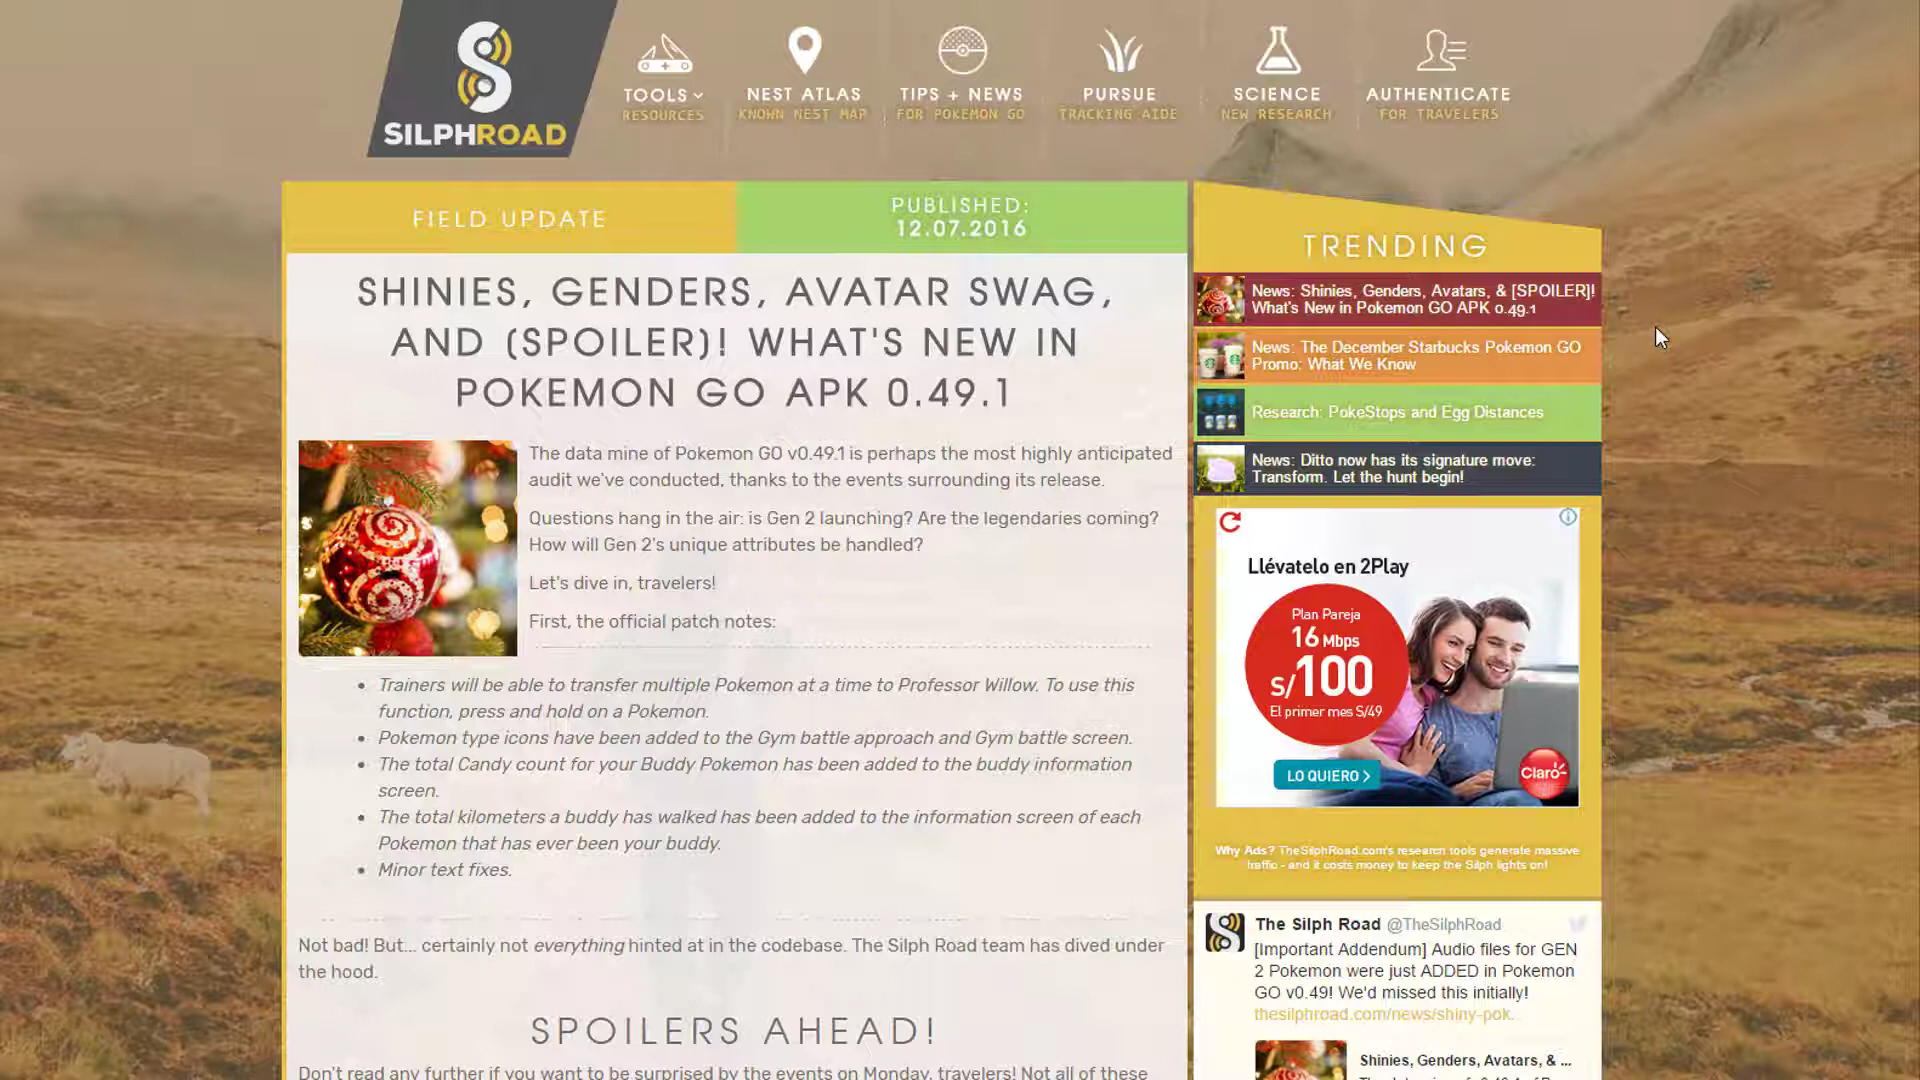 SILPHROAD
TOOLS
RESOURCES
NEST ATLAS
KNOWN NEST MAP
TIPS + NEWS
FOR POKEMON GO
PURSUE
TRACKING AIDE
SCIENCE
NEW RESEARCH
AUTHENTICATE
FOR TRAVELERS
FIELD UPDATE
PUBLISHED:
12.07.2016
SHINIES, GENDERS, AVATAR SWAG,
AND (SPOILER)! WHAT'S NEW IN
POKEMON GO APK 0.49.1
The data mine of Pokemon GO v0.49.1 is perhaps the most highly anticipated
audit we've conducted, thanks to the events surrounding its release.
Questions hang in the air: is Gen 2 launching? Are the legendaries coming?
How will Gen 2's unique attributes be handled?
Let's dive in, travelers!
First, the official patch notes:
• Trainers will be able to transfer multiple Pokemon at a time to Professor Willow. To use this
function, press and hold on a Pokemon.
• Pokemon type icons have been added to the Gym battle approach and Gym battle screen.
• The total Candy count for your Buddy Pokemon has been added to the buddy information
screen.
• The total kilometers a buddy has walked has been added to the information screen of each
Pokemon that has ever been your buddy.
• Minor text fixes.
Not bad! But... certainly not everything hinted at in the codebase. The Silph Road team has dived under
the hood.
SPOILERS AHEAD!
Don't read any further if you want to be surprised by the events on Monday, travelers! Not all of these
TRENDING
News: Shinies, Genders, Avatars, & [SPOILER]!
What's New in Pokemon GO APK 0.49.1
News: The December Starbucks Pokemon GO
Promo: What We Know
Research: PokeStops and Egg Distances
News: Ditto now has its signature move:
Transform. Let the hunt begin!
Llévatelo en 2Play
Plan Pareja
16 Mbps
S/100
El primer mes S/49
LO QUIERO >
Claro
Why Ads? TheSilphRoad.com's research tools generate massive
traffic - and it costs money to keep the Silph lights on!
The Silph Road @TheSilphRoad
[Important Addendum] Audio files for GEN
2 Pokemon were just ADDED in Pokemon
GO v0.49! We'd missed this initially!
thesilphroad.com/news/shiny-pok...
Shinies, Genders, Avatars, & ...